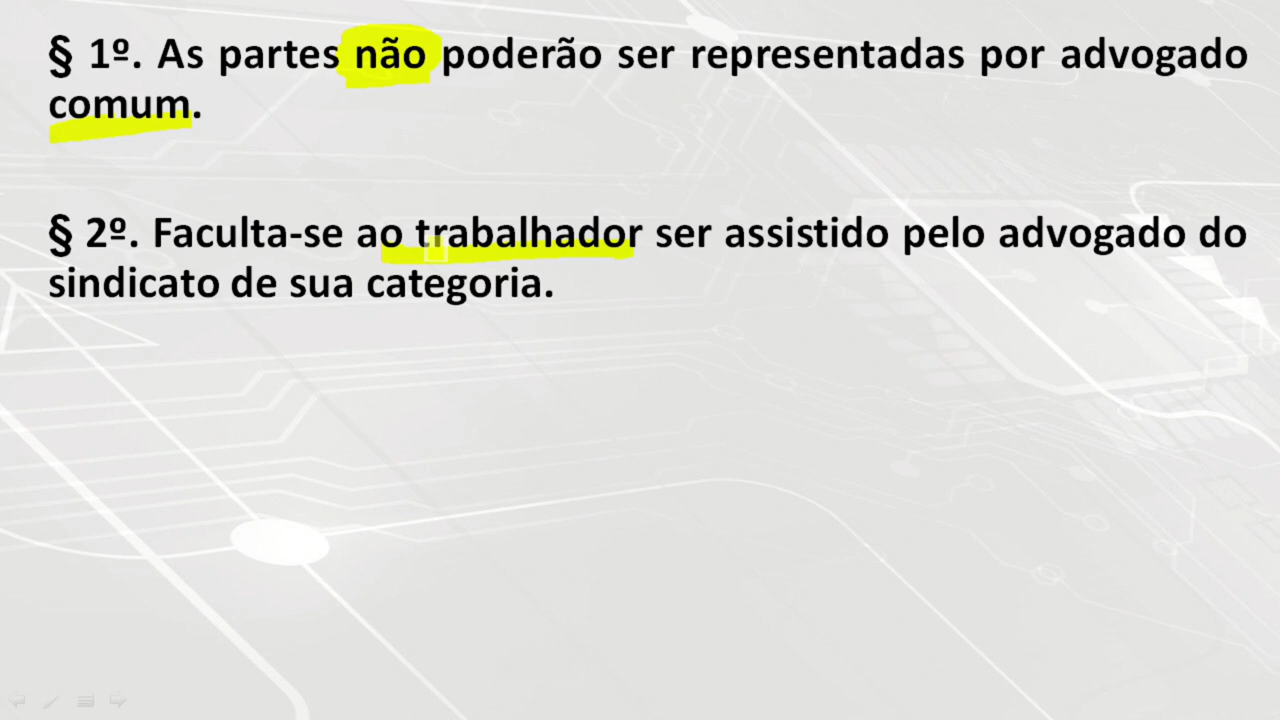 § 1º. As partes não poderão ser representadas por advogado
comum.
§ 2º. Faculta-se ao trabalhador ser assistido pelo advogado do
sindicato de sua categoria.